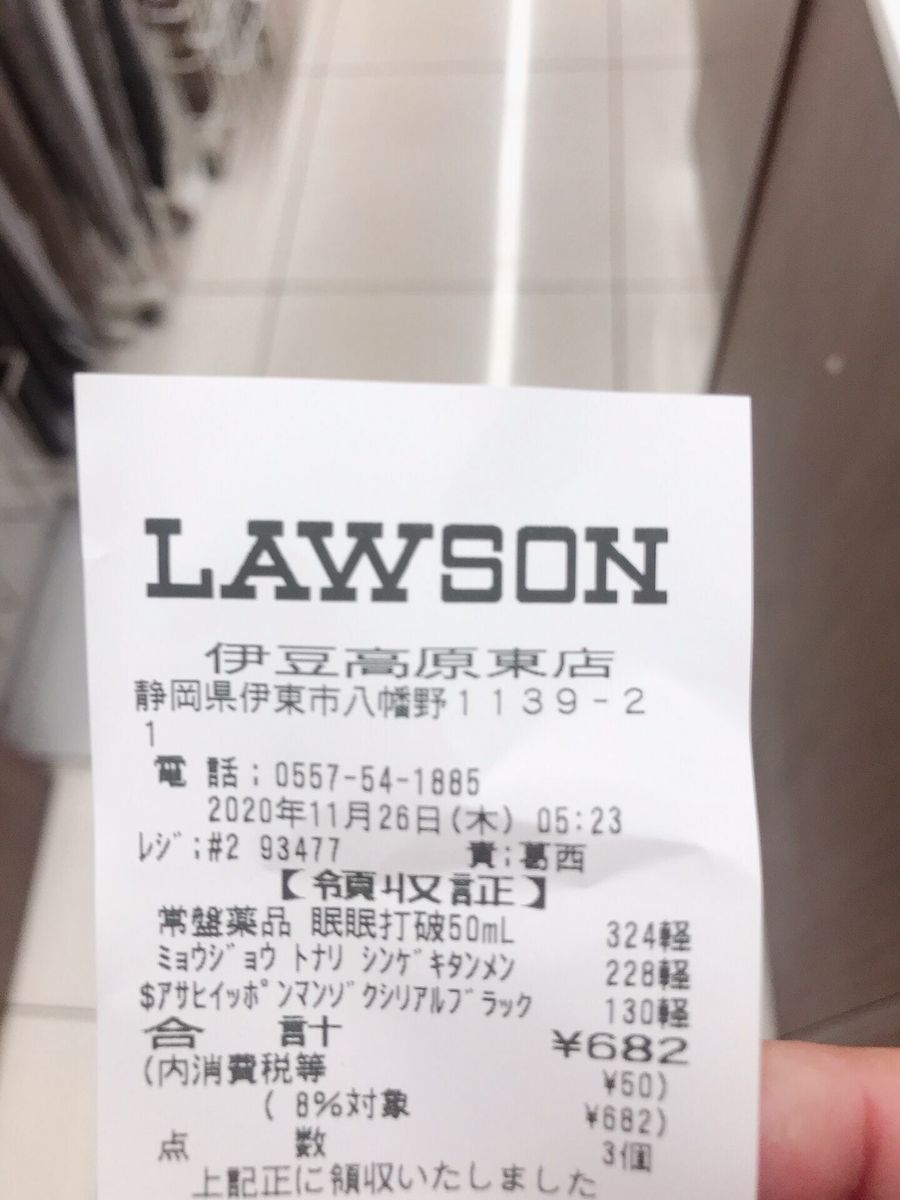 LAWSON
伊豆高原東店
静岡県伊東市八幡野1139-2
1
電話;0557-54-1885
2020年11月26日(木) 05:23
ﾚｼﾞ;#2 93477 責;葛西
【領収証】
常盤薬品 眠眠打破50mL 324軽
ﾐｮｳｼﾞｮｳ ﾄﾅﾘ ｼﾝｹﾞｷﾀﾝﾒﾝ 228軽
$ｱｻﾋｲｯﾎﾟﾝﾏﾝｿﾞｸｼﾘｱﾙﾌﾞﾗｯｸ 130軽
合 計 ¥682
(内消費税等 ¥50)
( 8%対象 ¥682)
点 数 3個
上記正に領収いたしました